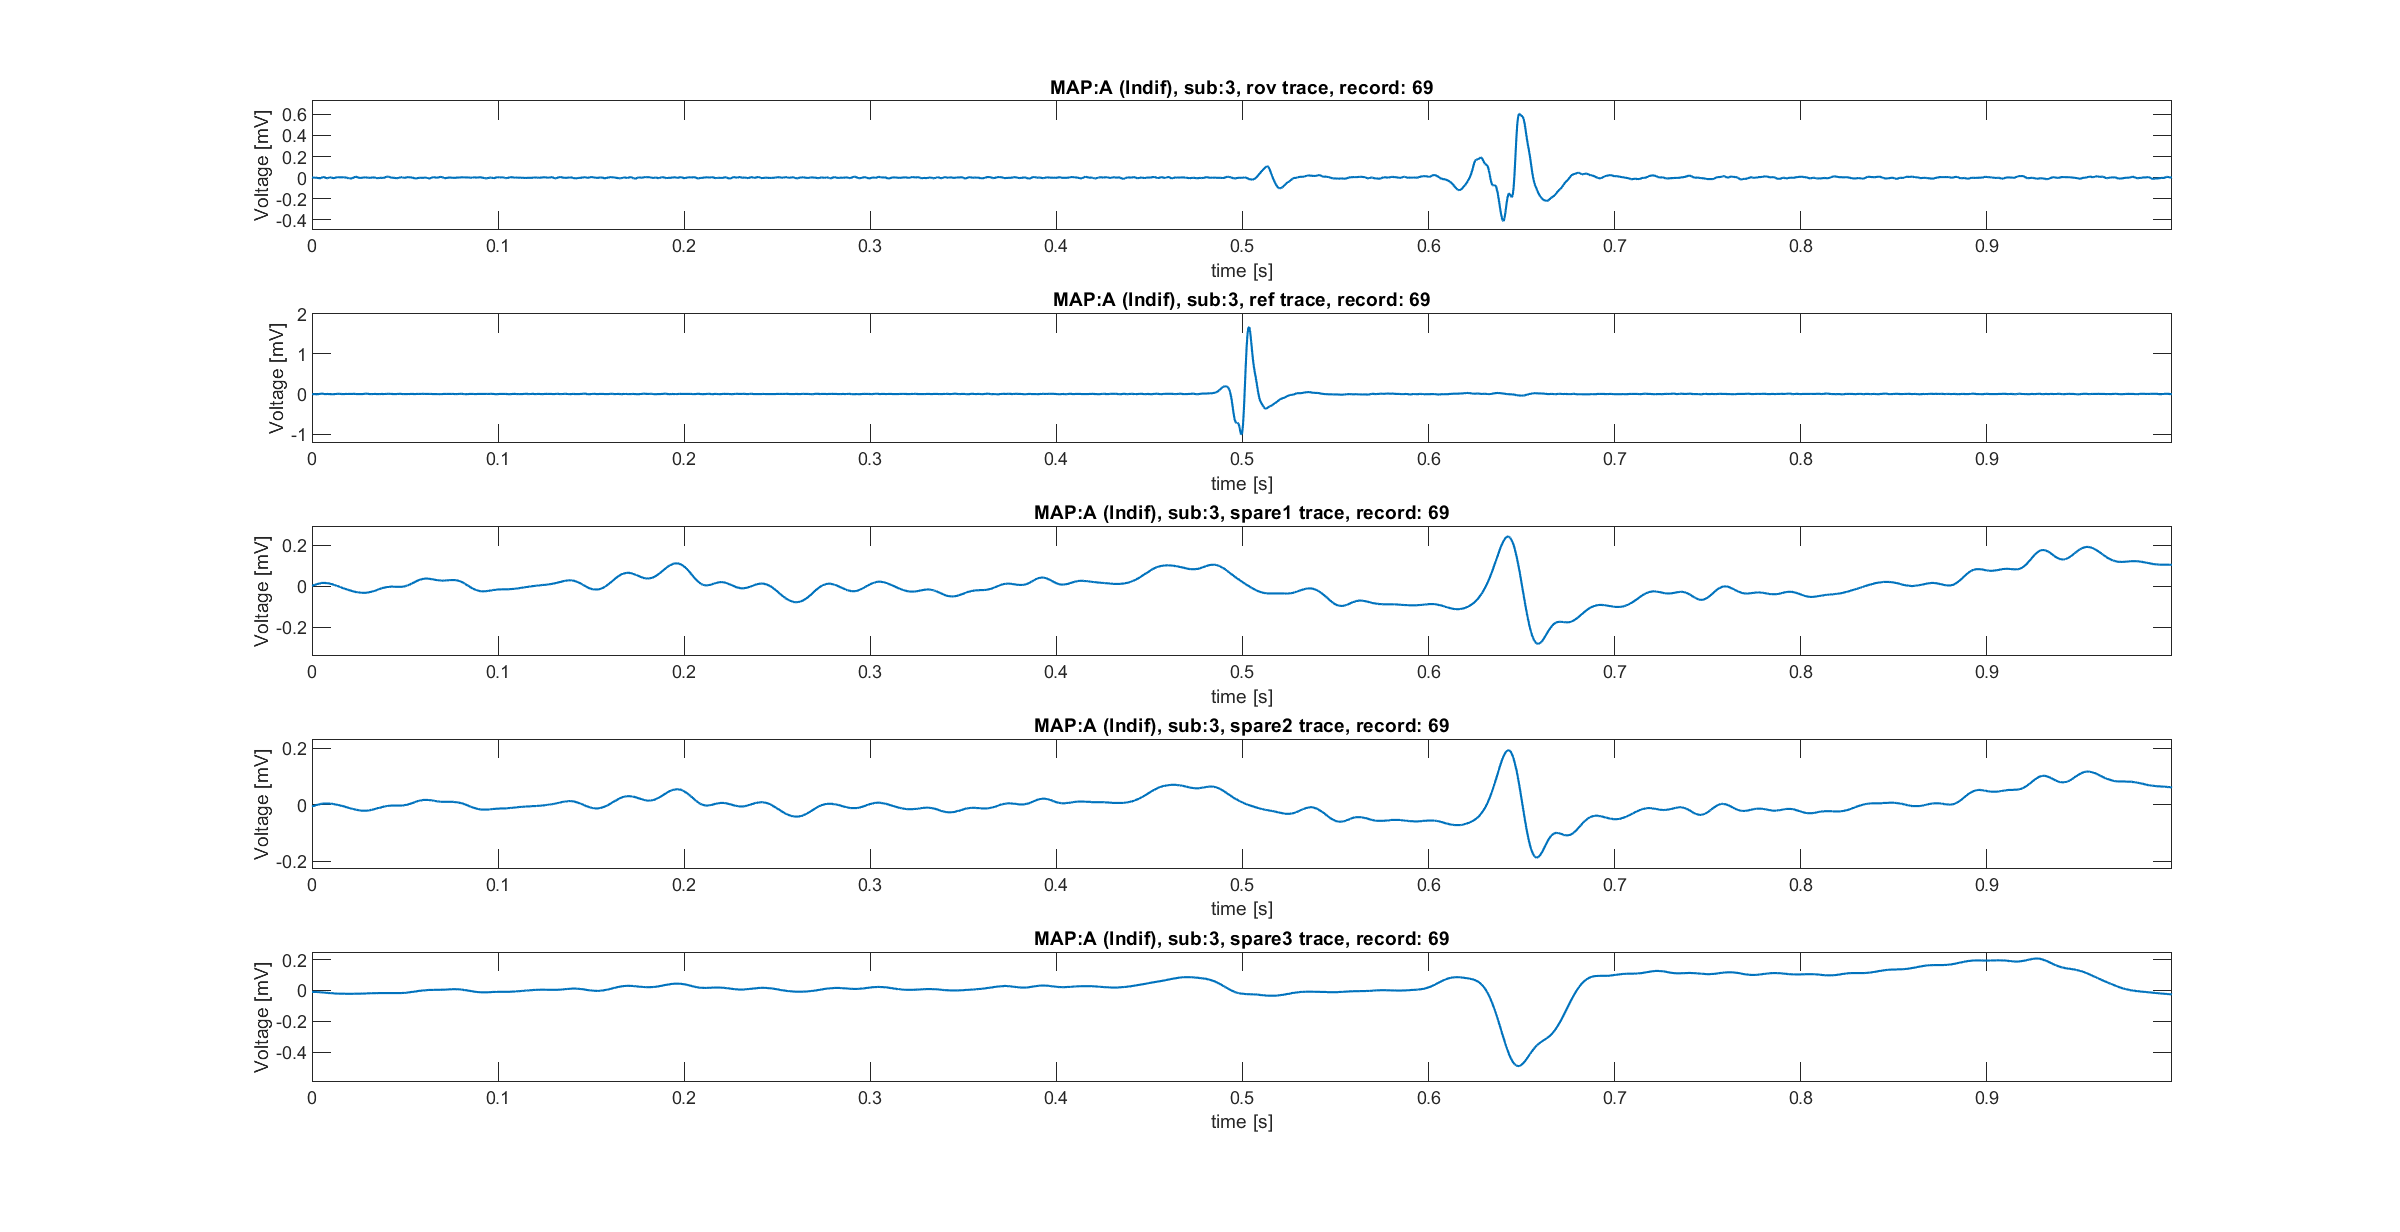 MAP:A (Indif), sub:3, rov trace, record: 69
Voltage [mV]
0.6
0.4
0.2
0
-0.2
-0.4
0 0.1 0.2 0.3 0.4 0.5 0.6 0.7 0.8 0.9
time [s]
MAP:A (Indif), sub:3, ref trace, record: 69
Voltage [mV]
2
1
0
-1
0 0.1 0.2 0.3 0.4 0.5 0.6 0.7 0.8 0.9
time [s]
MAP:A (Indif), sub:3, spare1 trace, record: 69
Voltage [mV]
0.2
0
-0.2
0 0.1 0.2 0.3 0.4 0.5 0.6 0.7 0.8 0.9
time [s]
MAP:A (Indif), sub:3, spare2 trace, record: 69
Voltage [mV]
0.2
0
-0.2
0 0.1 0.2 0.3 0.4 0.5 0.6 0.7 0.8 0.9
time [s]
MAP:A (Indif), sub:3, spare3 trace, record: 69
Voltage [mV]
0.2
0
-0.2
-0.4
0 0.1 0.2 0.3 0.4 0.5 0.6 0.7 0.8 0.9
time [s]